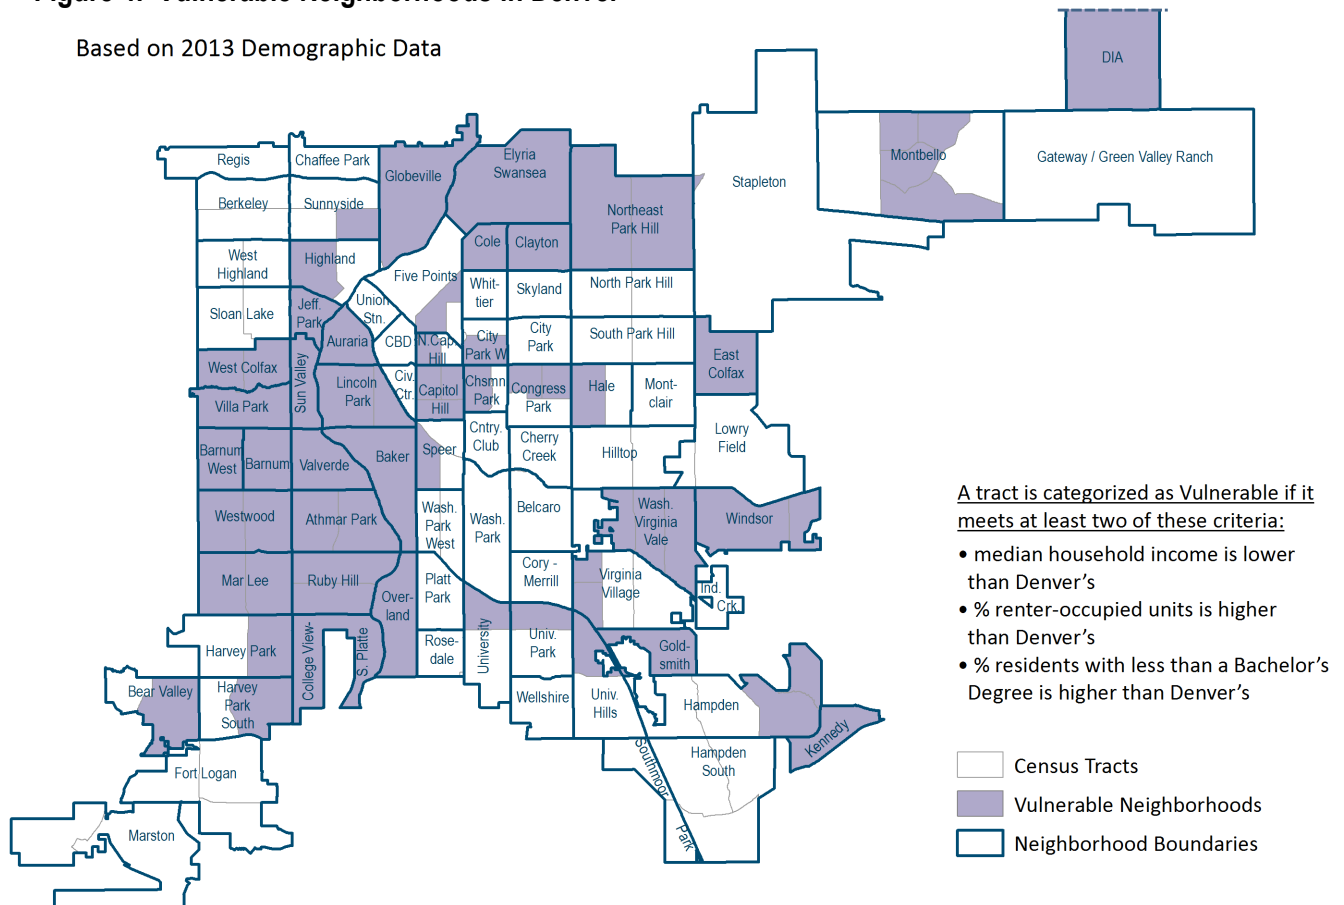 Figure 4: Vulnerable Neighborhoods in Denver
Based on 2013 Demographic Data
DIA
Regis
Chaffee Park
Globeville
Elyria
Swansea
Montbello
Gateway / Green Valley Ranch
Stapleton
Berkeley
Sunnyside
Northeast
Park Hill
West
Highland
Highland
Cole
Clayton
Five Points
Whit-
tier
Skyland
North Park Hill
Sloan Lake
Jeff.
Park
Union
Stn.
Auraria
CBD
N.Cap.
Hill
City
Park W
City
Park
South Park Hill
East
Colfax
West Colfax
Sun Valley
Lincoln
Park
Civ.
Ctr.
Capitol
Hill
Chsmn
Park
Congress
Park
Hale
Mont-
clair
Villa Park
Barnum
West
Barnum
Valverde
Baker
Speer
Cntry.
Club
Cherry
Creek
Hilltop
Lowry
Field
Westwood
Athmar Park
Wash.
Park
West
Wash.
Park
Belcaro
Wash.
Virginia
Vale
Windsor
Mar Lee
Ruby Hill
Over-
land
Platt
Park
Cory -
Merrill
Virginia
Village
Ind.
Crk.
Harvey Park
College View-
S. Platte
Rose-
dale
University
Univ.
Park
Gold-
smith
Bear Valley
Harvey
Park
South
Wellshire
Univ.
Hills
Hampden
Kennedy
Fort Logan
Southmoor
Park
Hampden
South
Marston
A tract is categorized as Vulnerable if it
meets at least two of these criteria:
• median household income is lower
than Denver's
• % renter-occupied units is higher
than Denver's
• % residents with less than a Bachelor's
Degree is higher than Denver's
Census Tracts
Vulnerable Neighborhoods
Neighborhood Boundaries